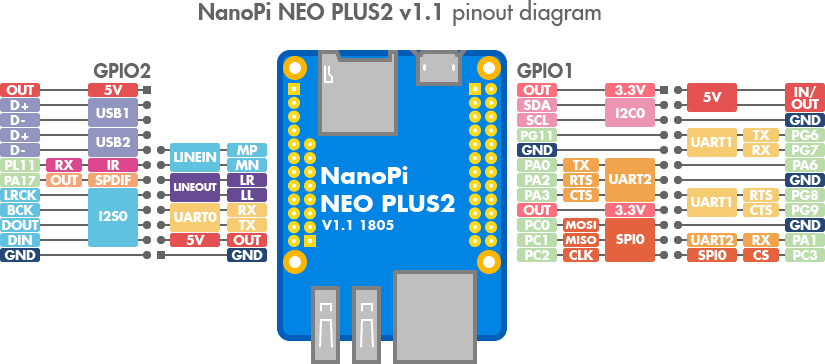 NanoPi NEO PLUS2 v1.1 pinout diagram
GPIO2
OUT 5V
D+ USB1
D-
D+ USB2
D-
PL11 RX IR
PA17 OUT SPDIF
LRCK I2S0
BCK
DOUT
DIN
GND
LINEIN MP
MN
LINEOUT LR
LL
UART0 RX
TX
5V OUT
GND
NanoPi
NEO PLUS2
V1.1 1805
GPIO1
OUT 3.3V
SDA I2C0
SCL
PG11
GND
PA0 TX UART2
PA2 RTS
PA3 CTS
OUT 3.3V
PC0 MOSI SPI0
PC1 MISO
PC2 CLK
5V IN/
OUT
GND
UART1 TX PG6
RX PG7
PA6
GND
UART1 RTS PG8
CTS PG9
GND
UART2 RX PA1
SPI0 CS PC3